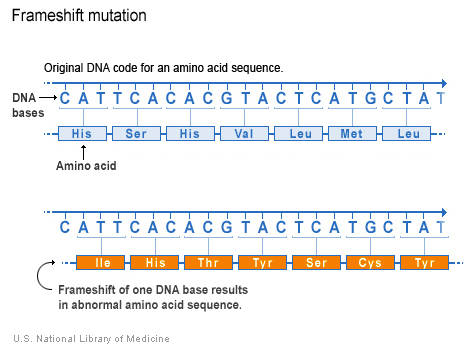 Frameshift mutation
Original DNA code for an amino acid sequence.
DNA bases
C A T T C A C A C G T A C T C A T G C T A T
His Ser His Val Leu Met Leu
Amino acid
C A T T C A C A C G T A C T C A T G C T A T
Ile His Thr Tyr Ser Cys Tyr
Frameshift of one DNA base results
in abnormal amino acid sequence.
U.S. National Library of Medicine